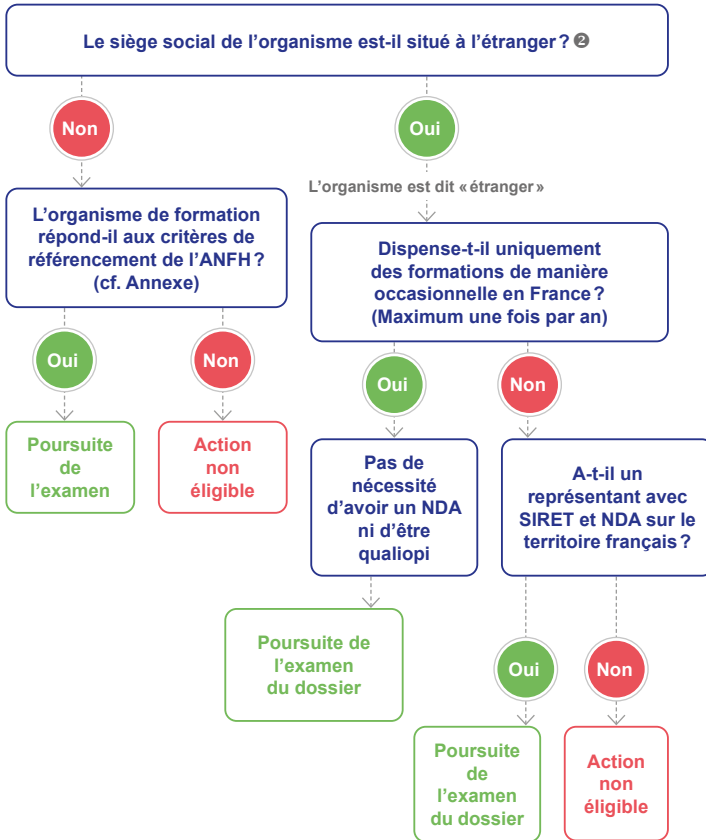 Le siège social de l’organisme est-il situé à l’étranger ? ❷
Non
Oui
L’organisme est dit « étranger »
L’organisme de formation
répond-il aux critères de
référencement de l’ANFH ?
(cf. Annexe)
Dispense-t-il uniquement
des formations de manière
occasionnelle en France ?
(Maximum une fois par an)
Oui
Non
Oui
Non
Poursuite
de
l’examen
Action
non
éligible
Pas de
nécessité
d’avoir un NDA
ni d’être
qualiopi
A-t-il un
représentant avec
SIRET et NDA sur le
territoire français ?
Poursuite de
l’examen
du dossier
Oui
Non
Poursuite
de
l’examen
du dossier
Action
non
éligible